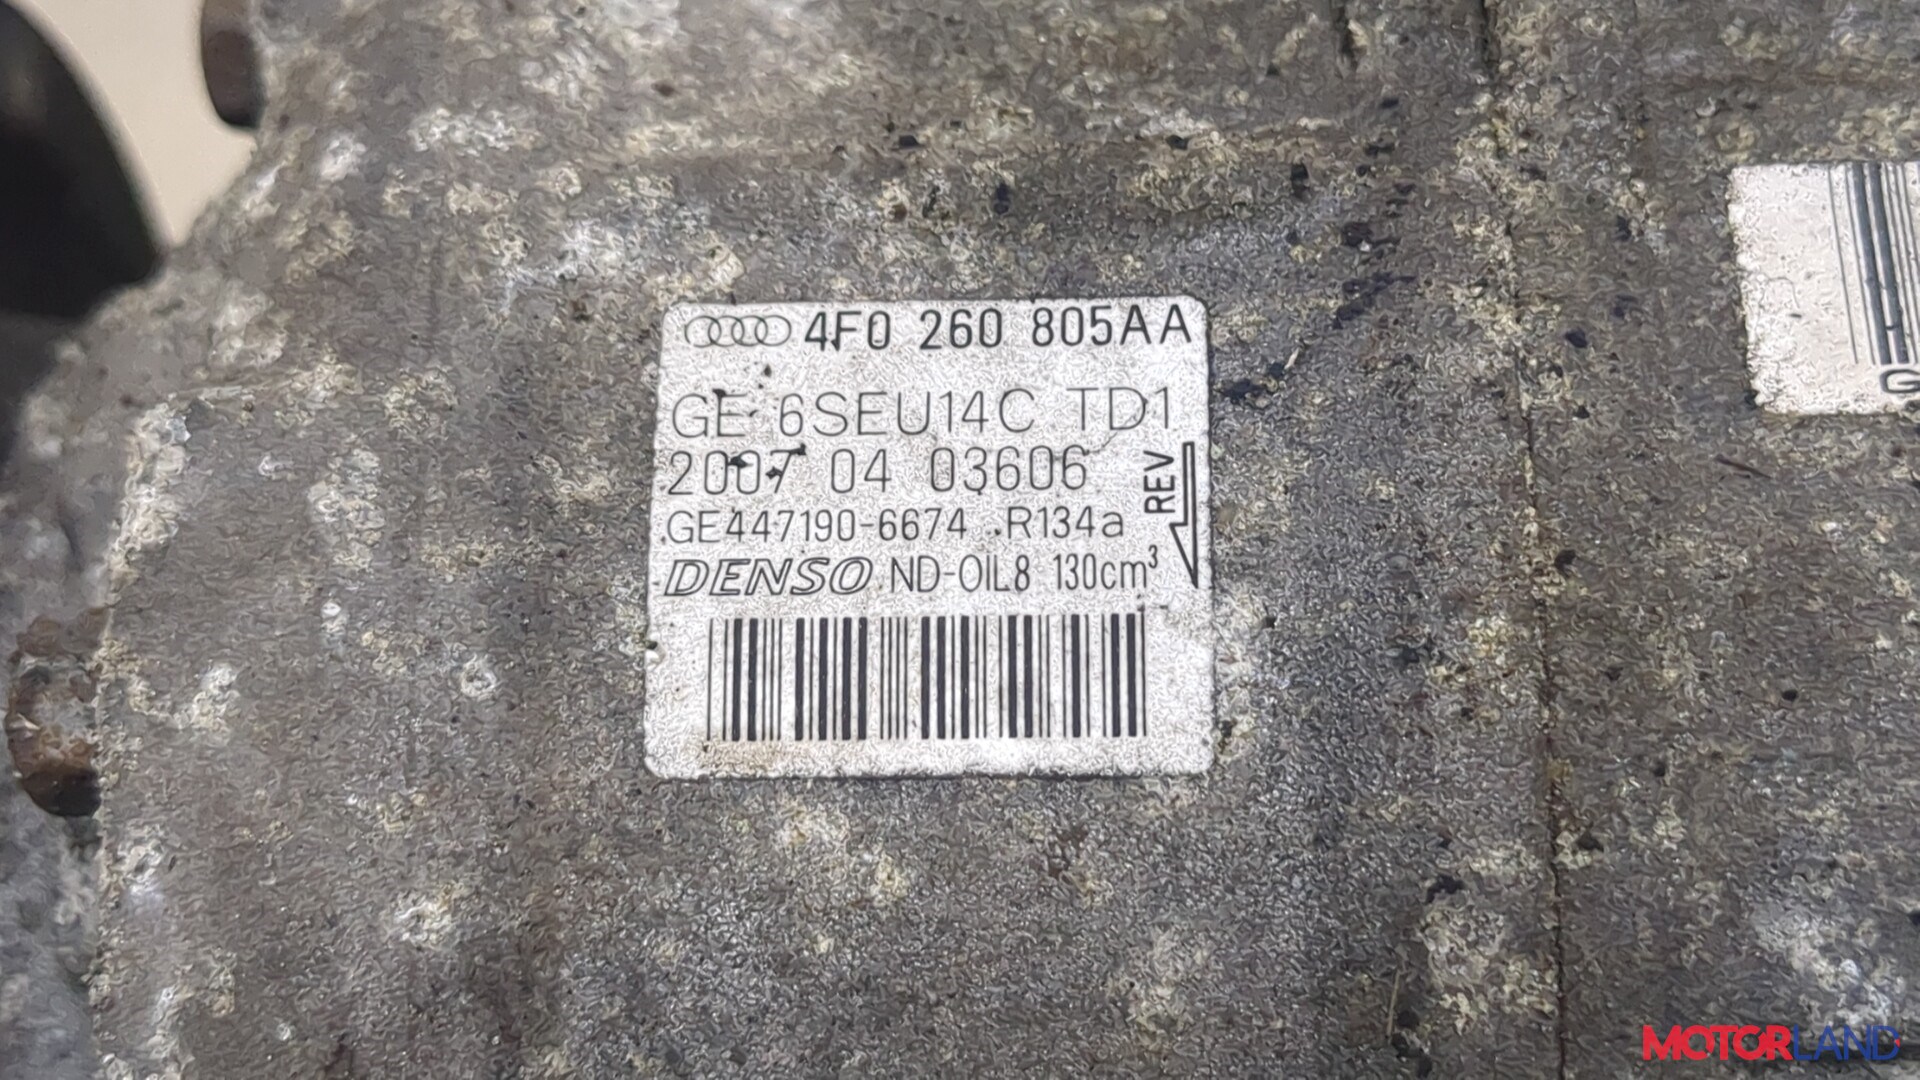 4F0 260 805AA
GE 6SEU14C TD1
2007 04 03606
GE447190-6674 R134a
REV
DENSO ND-OIL8 130cm³
G
MOTORLAND